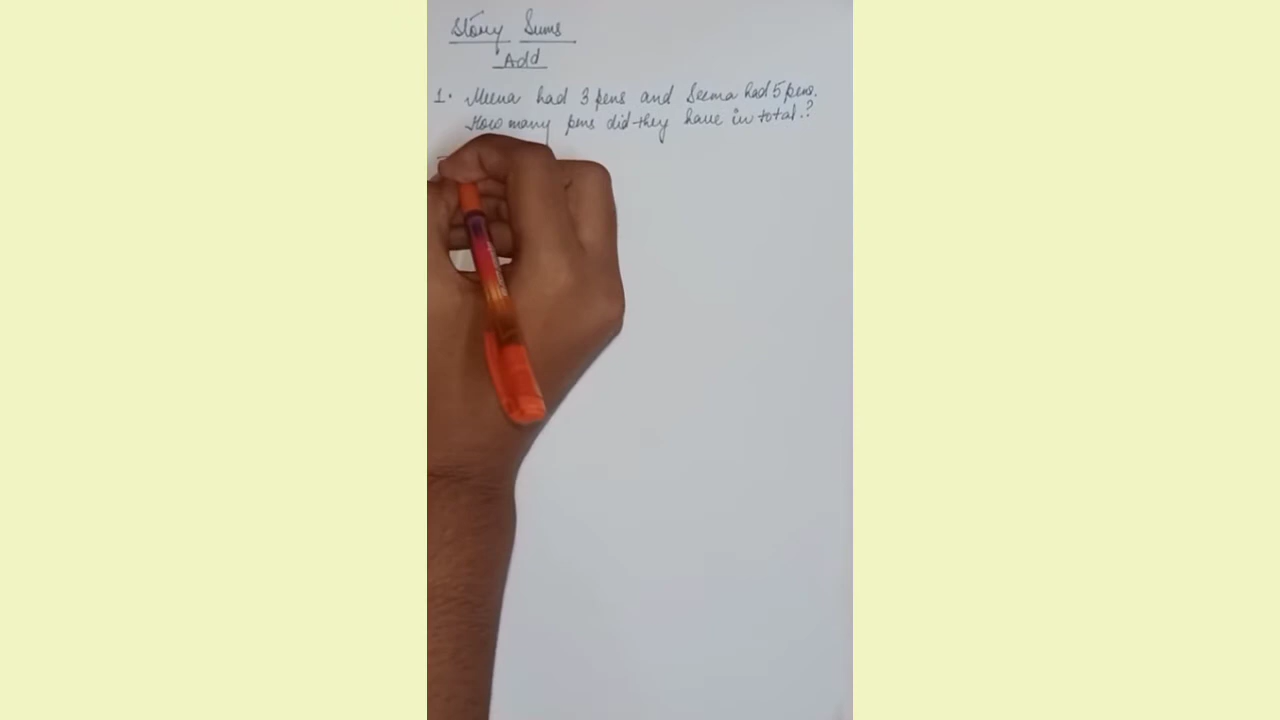 Story Sums
Add
1. Meena had 3 pens and Seema had 5 pens.
How many pens did they have in total.?